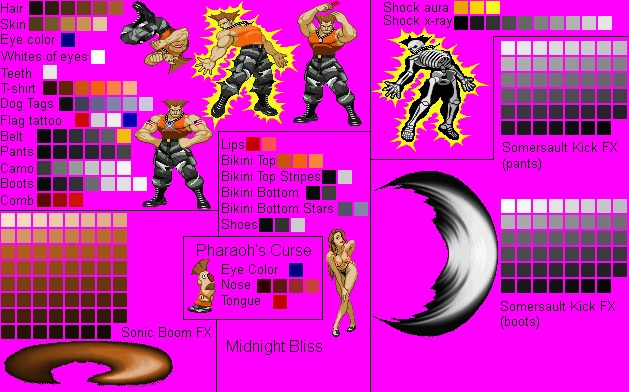 Hair
Skin
Eye color
Whites of eyes
Teeth
T-shirt
Dog Tags
Flag tattoo
Belt
Pants
Camo
Boots
Comb
Shock aura
Shock x-ray
Somersault Kick FX
(pants)
Lips
Bikini Top
Bikini Top Stripes
Bikini Bottom
Bikini Bottom Stars
Shoes
Pharaoh's Curse
Eye Color
Nose
Tongue
Midnight Bliss
Sonic Boom FX
Somersault Kick FX
(boots)